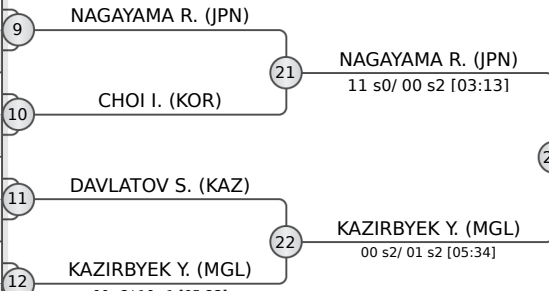 NAGAYAMA R. (JPN)
9
NAGAYAMA R. (JPN)
21
11 s0/ 00 s2 [03:13]
CHOI I. (KOR)
10
DAVLATOV S. (KAZ)
11
KAZIRBYEK Y. (MGL)
22
00 s2/ 01 s2 [05:34]
KAZIRBYEK Y. (MGL)
12